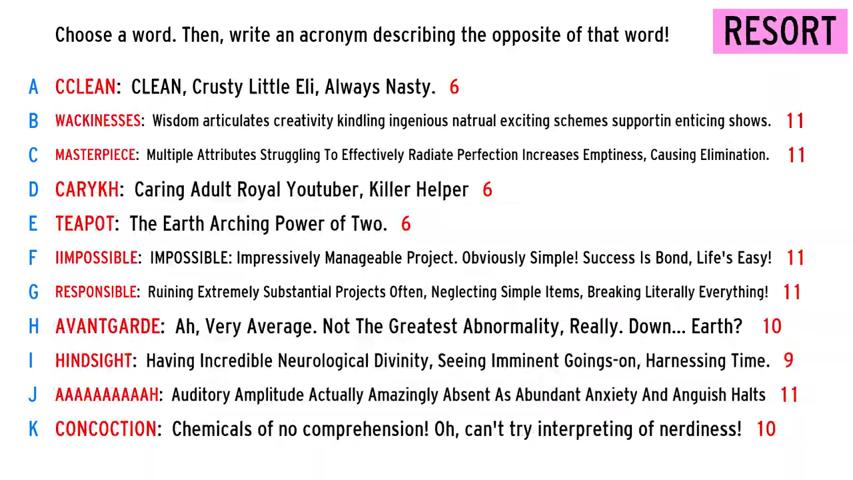 Choose a word. Then, write an acronym describing the opposite of that word!
RESORT
A CCLEAN: CLEAN, Crusty Little Eli, Always Nasty. 6
B WACKINESSES: Wisdom articulates creativity kindling ingenious natrual exciting schemes supportin enticing shows. 11
C MASTERPIECE: Multiple Attributes Struggling To Effectively Radiate Perfection Increases Emptiness, Causing Elimination. 11
D CARYKH: Caring Adult Royal Youtuber, Killer Helper 6
E TEAPOT: The Earth Arching Power of Two. 6
F IIMPOSSIBLE: IMPOSSIBLE: Impressively Manageable Project. Obviously Simple! Success Is Bond, Life's Easy! 11
G RESPONSIBLE: Ruining Extremely Substantial Projects Often, Neglecting Simple Items, Breaking Literally Everything! 11
H AVANTGARDE: Ah, Very Average. Not The Greatest Abnormality, Really. Down... Earth? 10
I HINDSIGHT: Having Incredible Neurological Divinity, Seeing Imminent Goings-on, Harnessing Time. 9
J AAAAAAAAAAH: Auditory Amplitude Actually Amazingly Absent As Abundant Anxiety And Anguish Halts 11
K CONCOCTION: Chemicals of no comprehension! Oh, can't try interpreting of nerdiness! 10